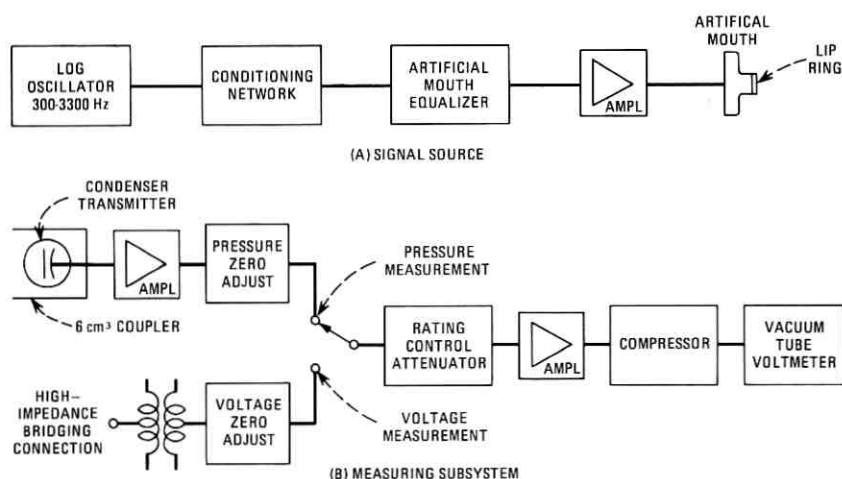 LOG
OSCILLATOR
300-3300 Hz
CONDITIONING
NETWORK
ARTIFICIAL
MOUTH
EQUALIZER
AMPL
ARTIFICAL
MOUTH
LIP
RING
(A) SIGNAL SOURCE
CONDENSER
TRANSMITTER
AMPL
6 cm³ COUPLER
PRESSURE
ZERO
ADJUST
PRESSURE
MEASUREMENT
RATING
CONTROL
ATTENUATOR
AMPL
COMPRESSOR
VACUUM
TUBE
VOLTMETER
HIGH–
IMPEDANCE
BRIDGING
CONNECTION
VOLTAGE
ZERO
ADJUST
VOLTAGE
MEASUREMENT
(B) MEASURING SUBSYSTEM